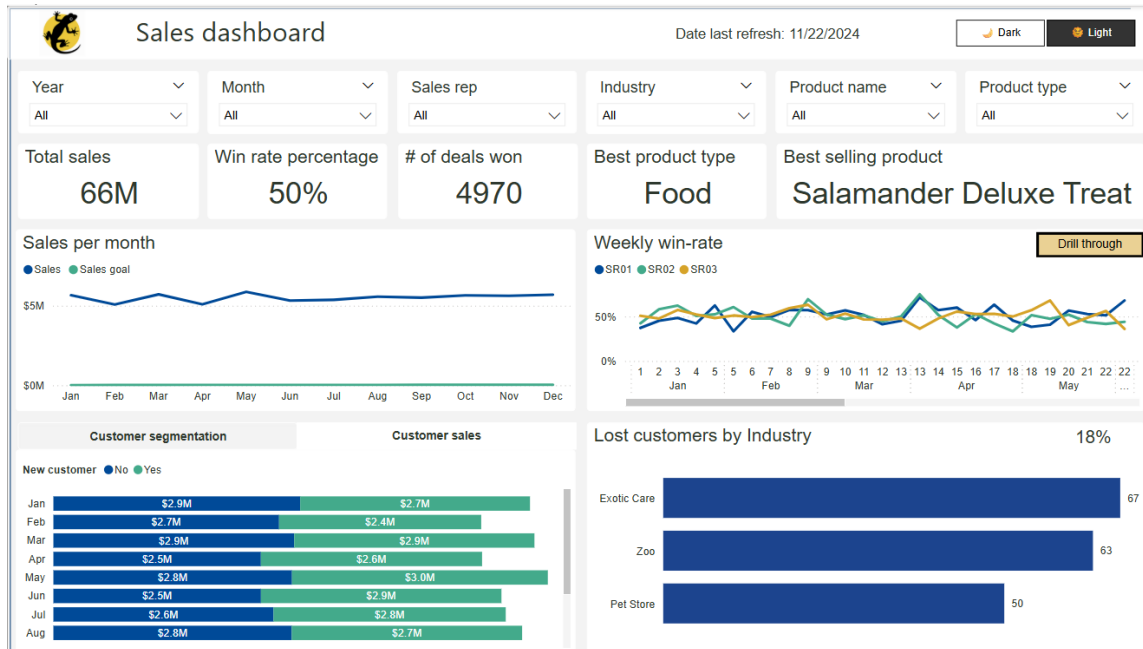 Sales dashboard
Date last refresh: 11/22/2024
Dark
Light
Year
Month
Sales rep
Industry
Product name
Product type
All
All
All
All
All
All
Total sales
Win rate percentage
# of deals won
Best product type
Best selling product
66M
50%
4970
Food
Salamander Deluxe Treat
Sales per month
Sales
Sales goal
$5M
$0M
Jan Feb Mar Apr May Jun Jul Aug Sep Oct Nov Dec
Weekly win-rate
Drill through
SR01 SR02 SR03
50%
0%
1 2 3 4 5 5 6 7 8 9 9 10 11 12 13 13 14 15 16 17 18 18 19 20 21 22 22
Jan Feb Mar Apr May ...
Customer segmentation
Customer sales
New customer No Yes
Jan $2.9M $2.7M
Feb $2.7M $2.4M
Mar $2.9M $2.9M
Apr $2.5M $2.6M
May $2.8M $3.0M
Jun $2.5M $2.9M
Jul $2.6M $2.8M
Aug $2.8M $2.7M
Lost customers by Industry
18%
Exotic Care 67
Zoo 63
Pet Store 50